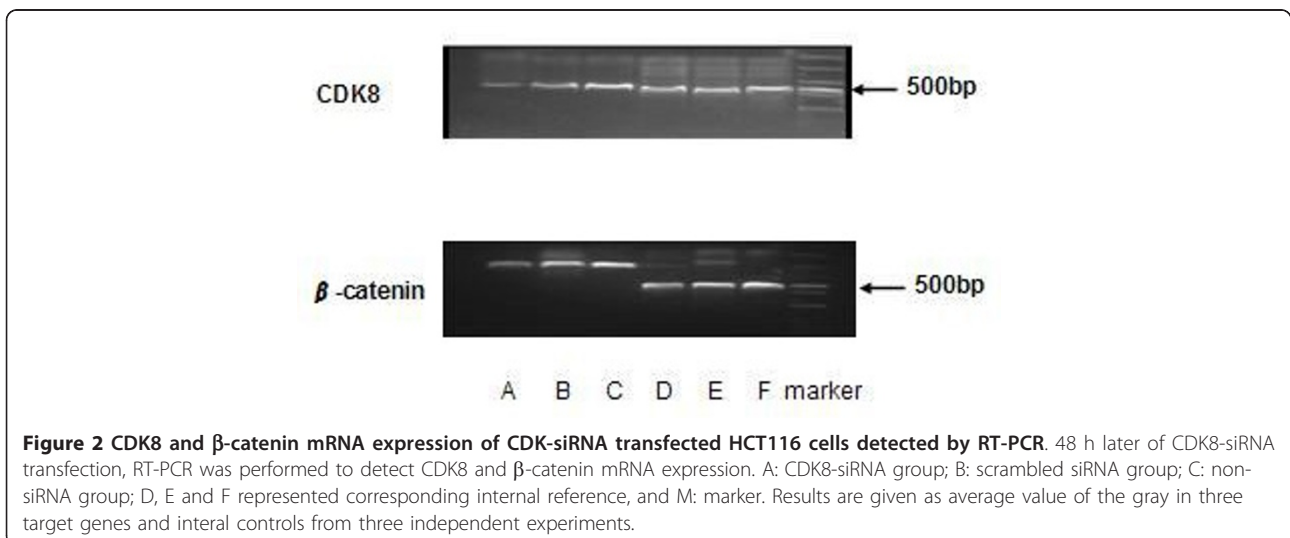 CDK8
500bp
β-catenin
500bp
A B C D E F marker
Figure 2 CDK8 and β-catenin mRNA expression of CDK-siRNA transfected HCT116 cells detected by RT-PCR. 48 h later of CDK8-siRNA
transfection, RT-PCR was performed to detect CDK8 and β-catenin mRNA expression. A: CDK8-siRNA group; B: scrambled siRNA group; C: non-
siRNA group; D, E and F represented corresponding internal reference, and M: marker. Results are given as average value of the gray in three
target genes and interal controls from three independent experiments.